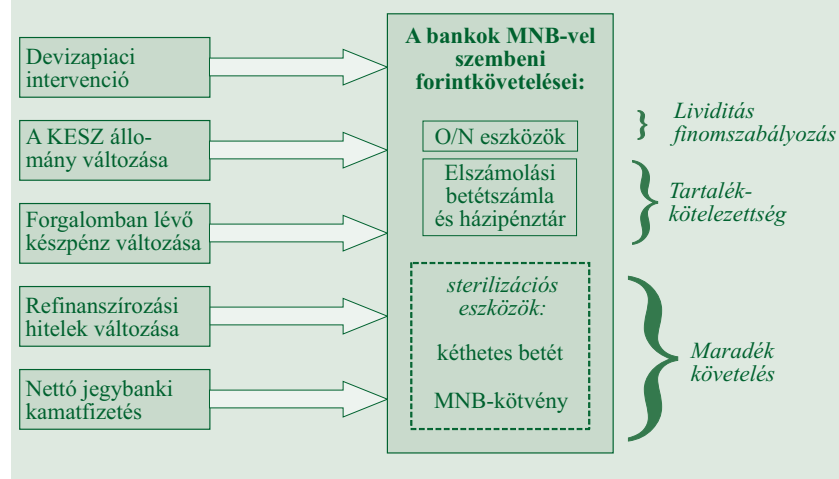 Devizapiaci
intervenció
A KESZ állo-
mány változása
Forgalomban lévő
készpénz változása
Refinanszírozási
hitelek változása
Nettó jegybanki
kamatfizetés
A bankok MNB-vel
szembeni
forintkövetelései:
O/N eszközök
Elszámolási
betétszámla
és házipénztár
sterilizációs
eszközök:
kéthetes betét
MNB-kötvény
Lividitás
finomszabályozás
Tartalék-
kötelezettség
Maradék
követelés